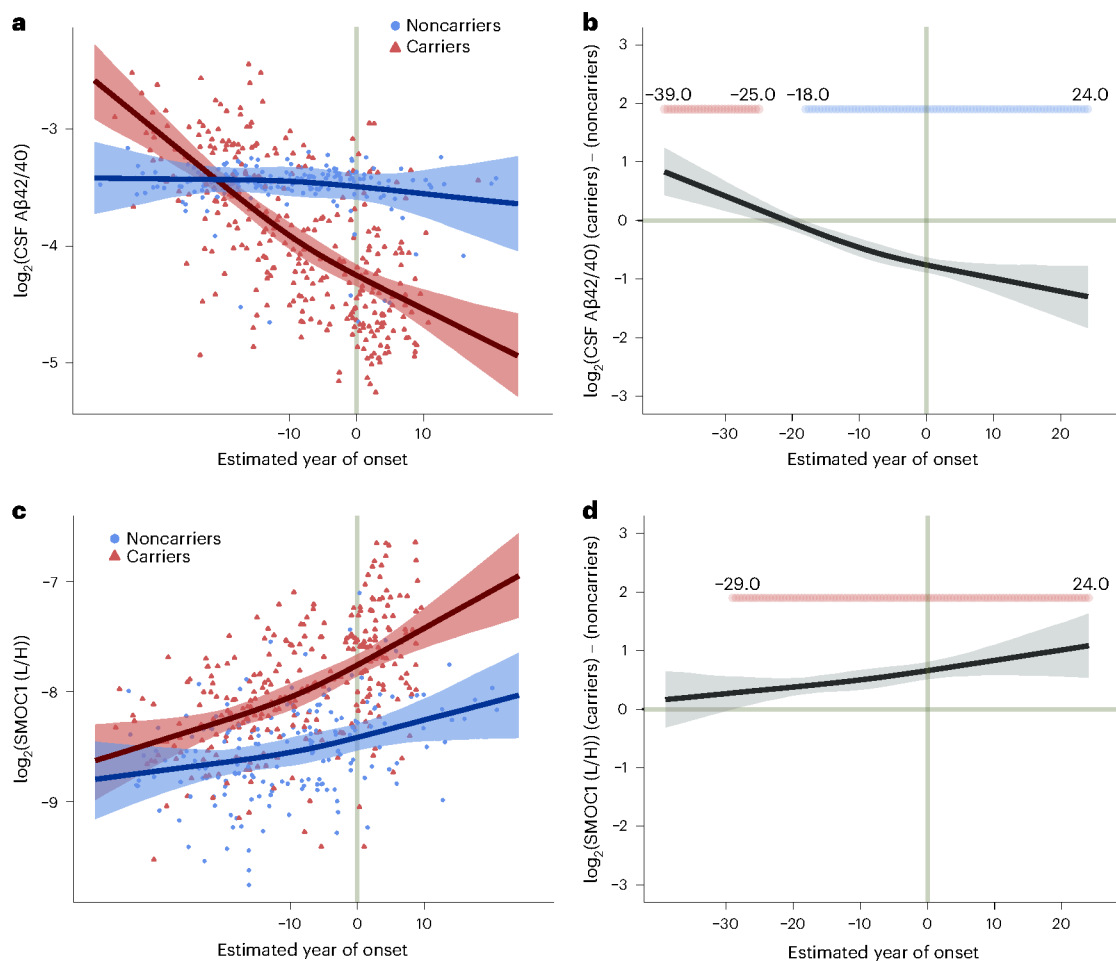 a
Noncarriers
Carriers
−3
−4
−5
log₂(CSF Aβ42/40)
−10 0 10
Estimated year of onset
b
3
2
1
0
−1
−2
−3
−39.0 −25.0 −18.0 24.0
log₂(CSF Aβ42/40) (carriers) − (noncarriers)
−30 −20 −10 0 10 20
Estimated year of onset
c
Noncarriers
Carriers
−7
−8
−9
log₂(SMOC1 (L/H))
−10 0 10
Estimated year of onset
d
3
2
1
0
−1
−2
−3
−29.0 24.0
log₂(SMOC1 (L/H)) (carriers) − (noncarriers)
−30 −20 −10 0 10 20
Estimated year of onset